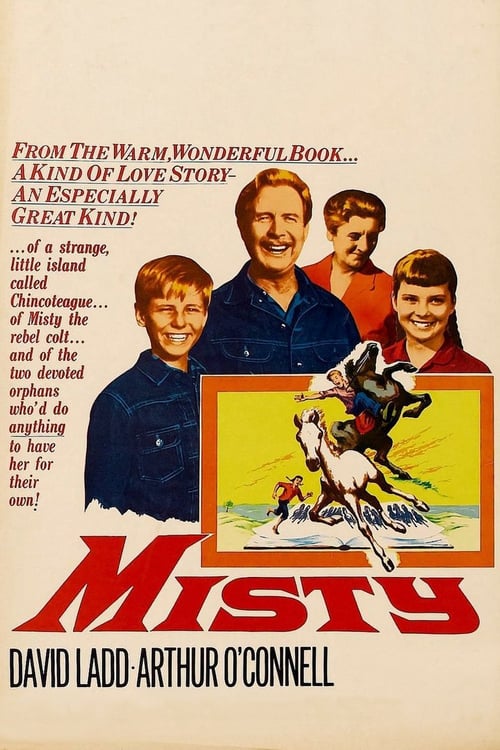 FROM THE WARM, WONDERFUL BOOK...
A KIND OF LOVE STORY-
AN ESPECIALLY
GREAT KIND!
...of a strange,
little island
called
Chincoteague...
of Misty the
rebel colt...
and of the
two devoted
orphans
who'd do
anything
to have
her for
their
own!
MISTY
DAVID LADD·ARTHUR O'CONNELL